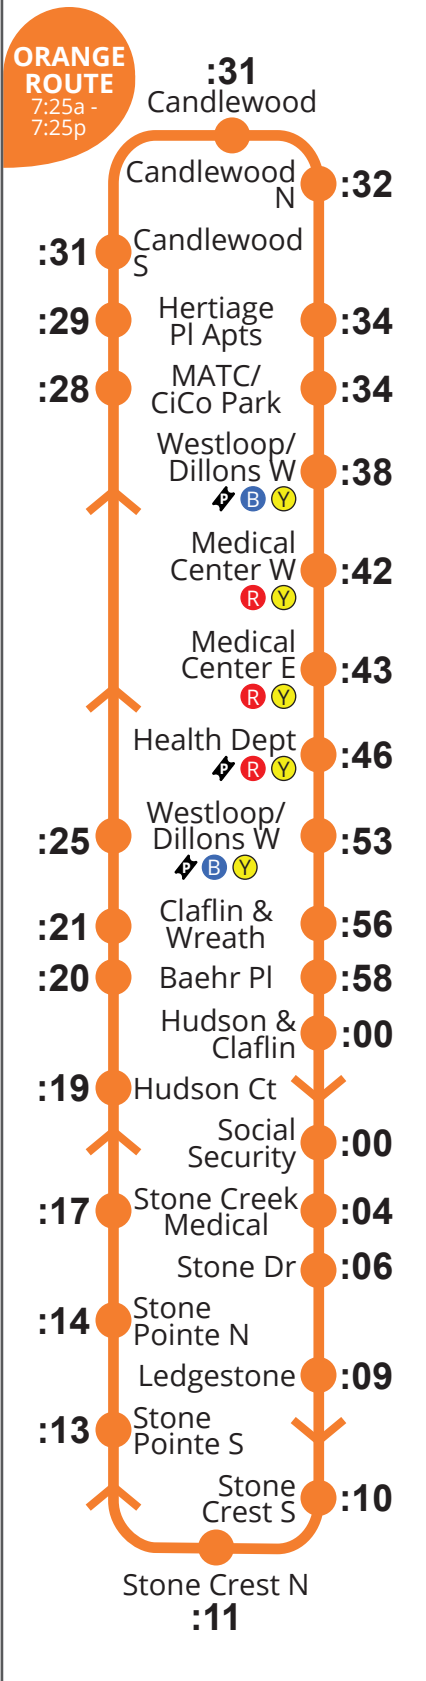 ORANGE
ROUTE
7:25a -
7:25p
:31
Candlewood
Candlewood
N
:32
:31
Candlewood
S
:29
Hertiage
Pl Apts
:34
:28
MATC/
CiCo Park
:34
Westloop/
Dillons W
:38
P B Y
Medical
Center W
:42
R Y
Medical
Center E
:43
R Y
Health Dept
:46
P R Y
:25
Westloop/
Dillons W
:53
P B Y
:21
Claflin &
Wreath
:56
:20
Baehr Pl
:58
Hudson &
Claflin
:00
:19
Hudson Ct
Social
Security
:00
:17
Stone Creek
Medical
:04
Stone Dr
:06
:14
Stone
Pointe N
Ledgestone
:09
:13
Stone
Pointe S
Stone
Crest S
:10
Stone Crest N
:11